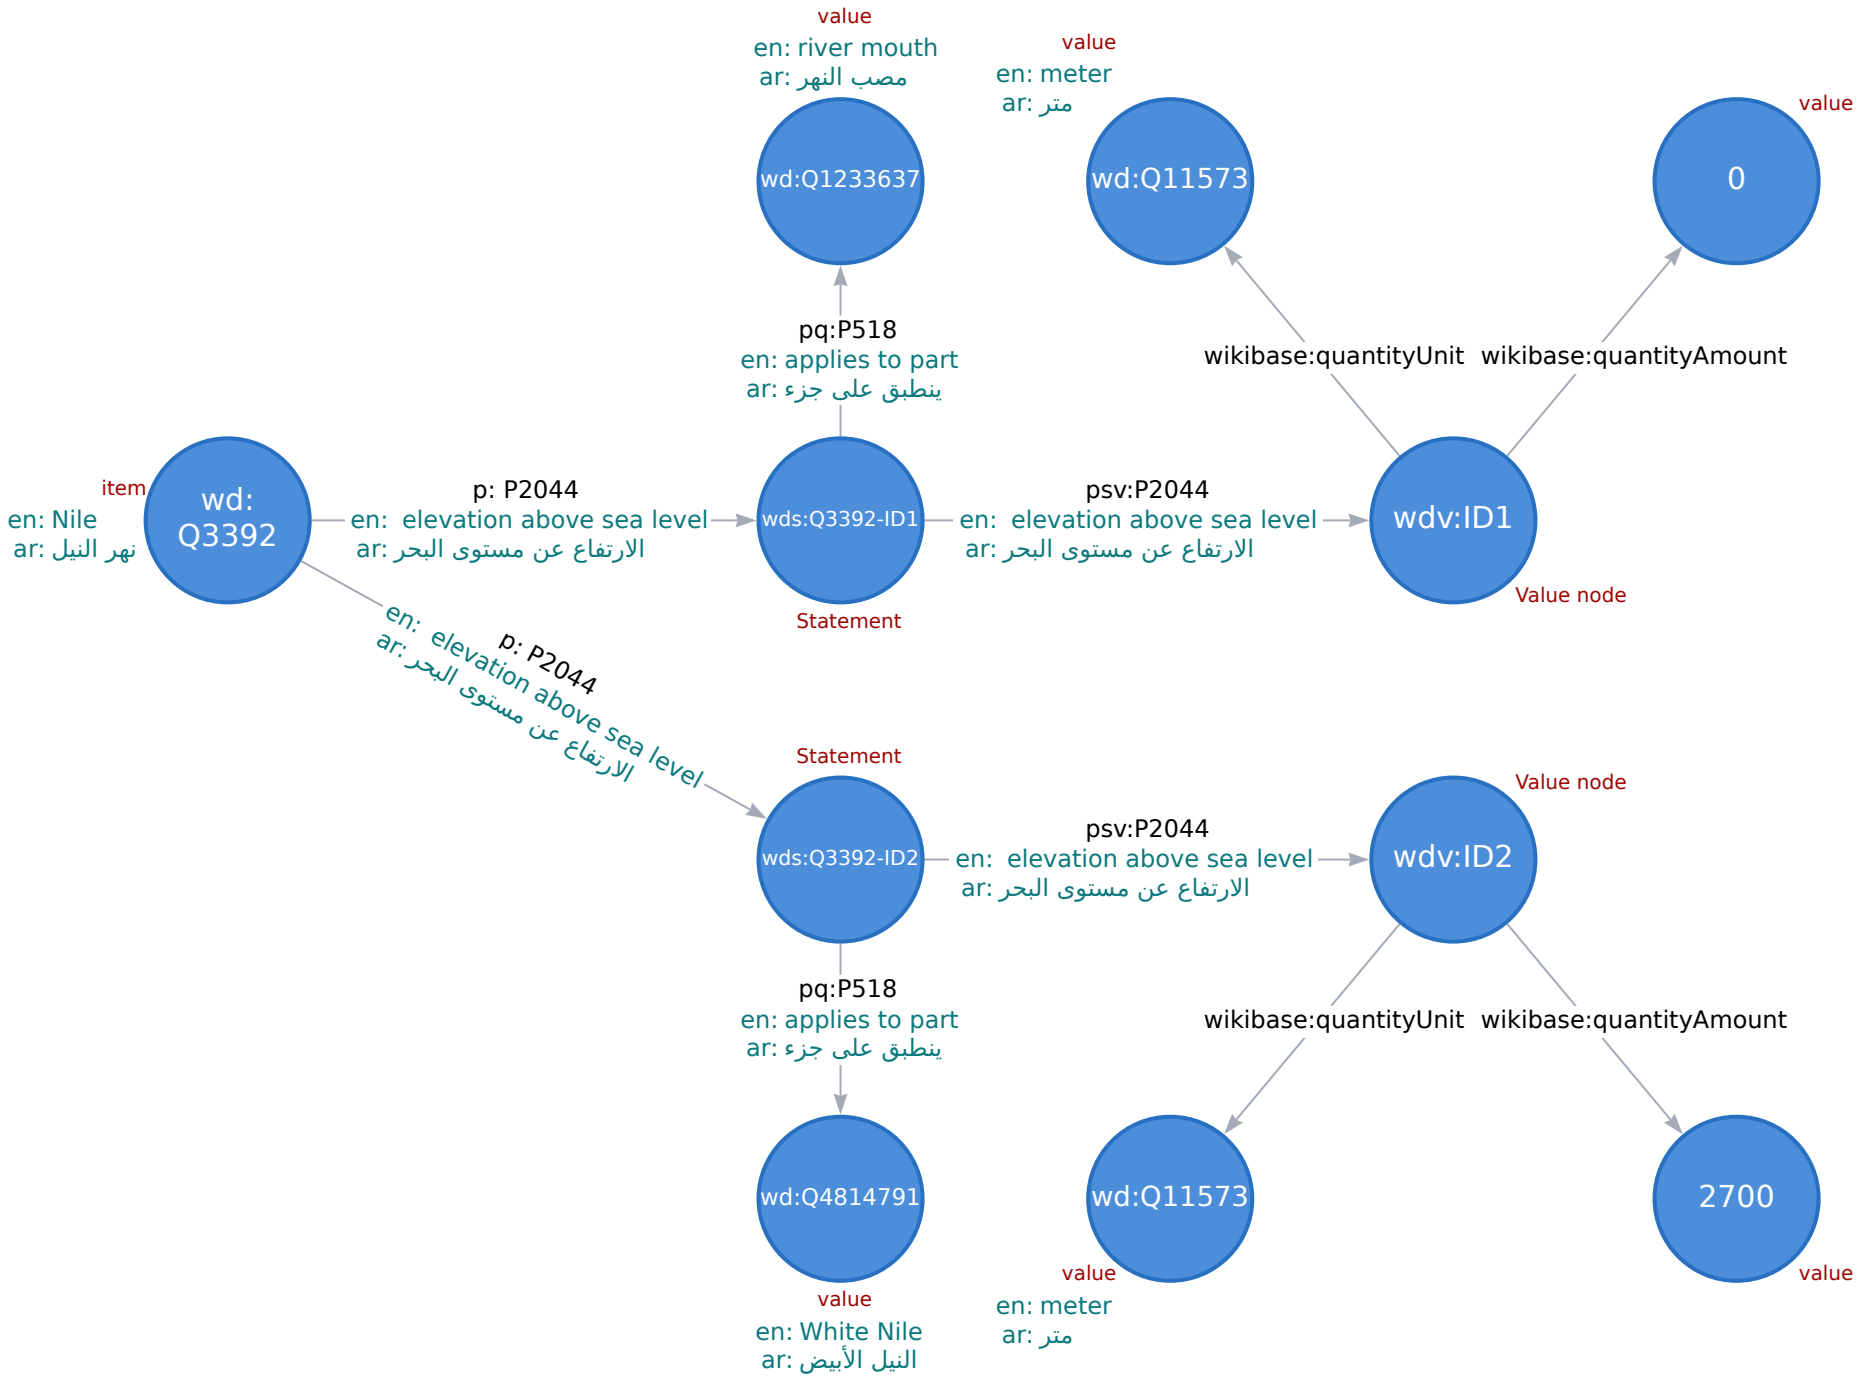 value
en: river mouth
ar: مصب النهر
wd:Q1233637
value
en: meter
ar: متر
wd:Q11573
value
0
pq:P518
en: applies to part
ar: ينطبق على جزء
wikibase:quantityUnit
wikibase:quantityAmount
item
en: Nile
ar: نهر النيل
wd:
Q3392
p: P2044
en: elevation above sea level
ar: الارتفاع عن مستوى البحر
wds:Q3392-ID1
Statement
psv:P2044
en: elevation above sea level
ar: الارتفاع عن مستوى البحر
wdv:ID1
Value node
p: P2044
en: elevation above sea level
ar: الارتفاع عن مستوى البحر
Statement
wds:Q3392-ID2
psv:P2044
en: elevation above sea level
ar: الارتفاع عن مستوى البحر
Value node
wdv:ID2
pq:P518
en: applies to part
ar: ينطبق على جزء
wikibase:quantityUnit
wikibase:quantityAmount
wd:Q4814791
value
en: White Nile
ar: النيل الأبيض
wd:Q11573
value
en: meter
ar: متر
2700
value